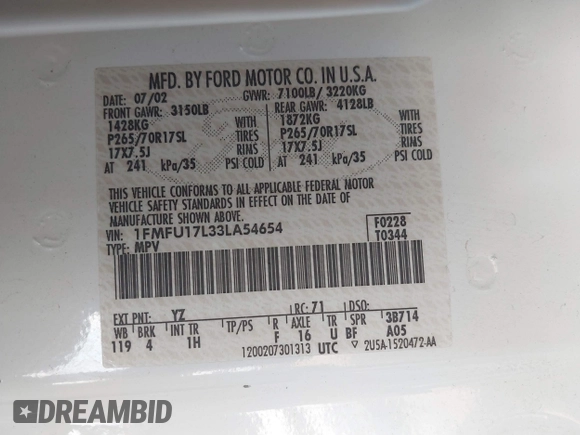 MFD. BY FORD MOTOR CO. IN U.S.A.
DATE: 07/02 GVWR: 7100LB/ 3220KG
FRONT GAWR: 3150LB REAR GAWR: 4128LB
1428KG WITH 1872KG WITH
P265/70R17SL TIRES P265/70R17SL TIRES
17X7.5J RIMS 17X7.5J RIMS
AT 241 kPa/35 PSI COLD AT 241 kPa/35 PSI COLD
THIS VEHICLE CONFORMS TO ALL APPLICABLE FEDERAL MOTOR
VEHICLE SAFETY STANDARDS IN EFFECT ON THE DATE OF
MANUFACTURE SHOWN ABOVE.
VIN: 1FMFU17L33LA54654 F0228
TYPE: MPV T0344
EXT PNT: YZ RC: 71 DSO:
WB BRK INT TR TP/PS R AXLE TR SPR 3B714
119 4 1H F 16 U BF A05
1200207301313 UTC ▽ 2U5A-1520472-AA
DREAMBID